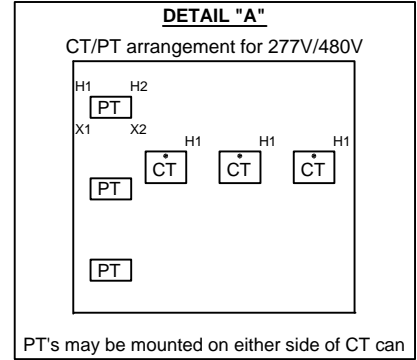 DETAIL "A"
CT/PT arrangement for 277V/480V
H1 H2
PT
X1 X2
H1 H1 H1
CT CT CT
PT
PT
PT's may be mounted on either side of CT can